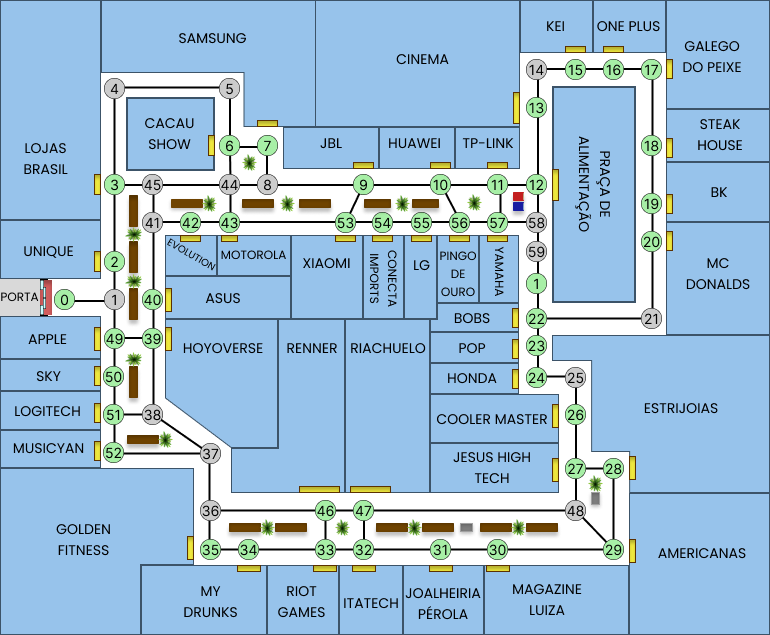 KEI
ONE PLUS
SAMSUNG
GALEGO
DO PEIXE
CINEMA
14
15
16
17
4
5
13
CACAU
SHOW
STEAK
HOUSE
LOJAS
BRASIL
6
7
JBL
HUAWEI
TP-LINK
18
PRAÇA DE
ALIMENTAÇÃO
3
45
44
8
9
10
11
12
BK
19
41
42
43
53
54
55
56
57
58
20
UNIQUE
EVOLUTION
MOTOROLA
XIAOMI
CONECTA
IMPORTS
LG
PINGO
DE
OURO
YAMAHA
59
2
MC
DONALDS
PORTA
0
1
40
ASUS
1
BOBS
22
21
APPLE
49
39
HOYOVERSE
RENNER
RIACHUELO
POP
23
SKY
50
HONDA
24
25
LOGITECH
51
38
COOLER MASTER
26
ESTRIJOIAS
MUSICYAN
52
37
JESUS HIGH
TECH
27
28
36
46
47
48
GOLDEN
FITNESS
35
34
33
32
31
30
29
AMERICANAS
MY
DRUNKS
RIOT
GAMES
ITATECH
JOALHEIRIA
PÉROLA
MAGAZINE
LUIZA